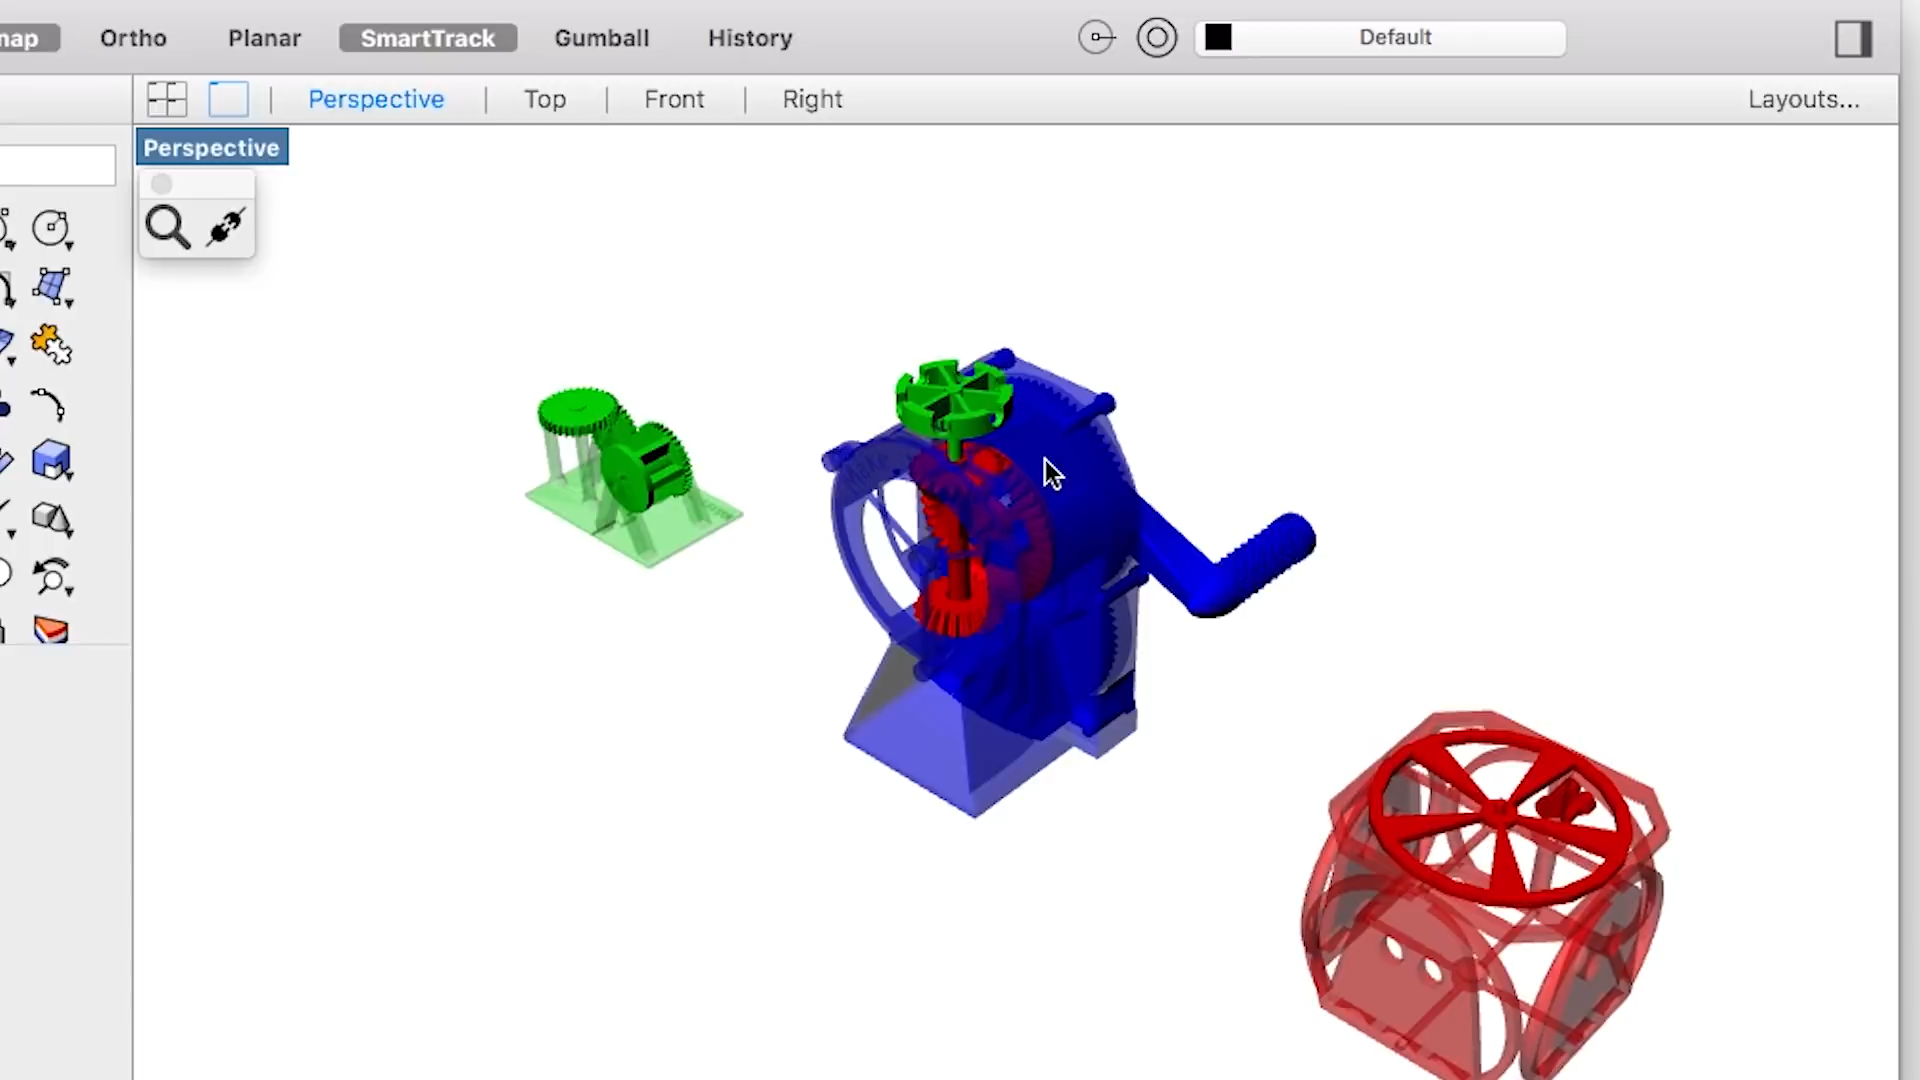 nap Ortho Planar SmartTrack Gumball History Default
Perspective Top Front Right Layouts...
Perspective